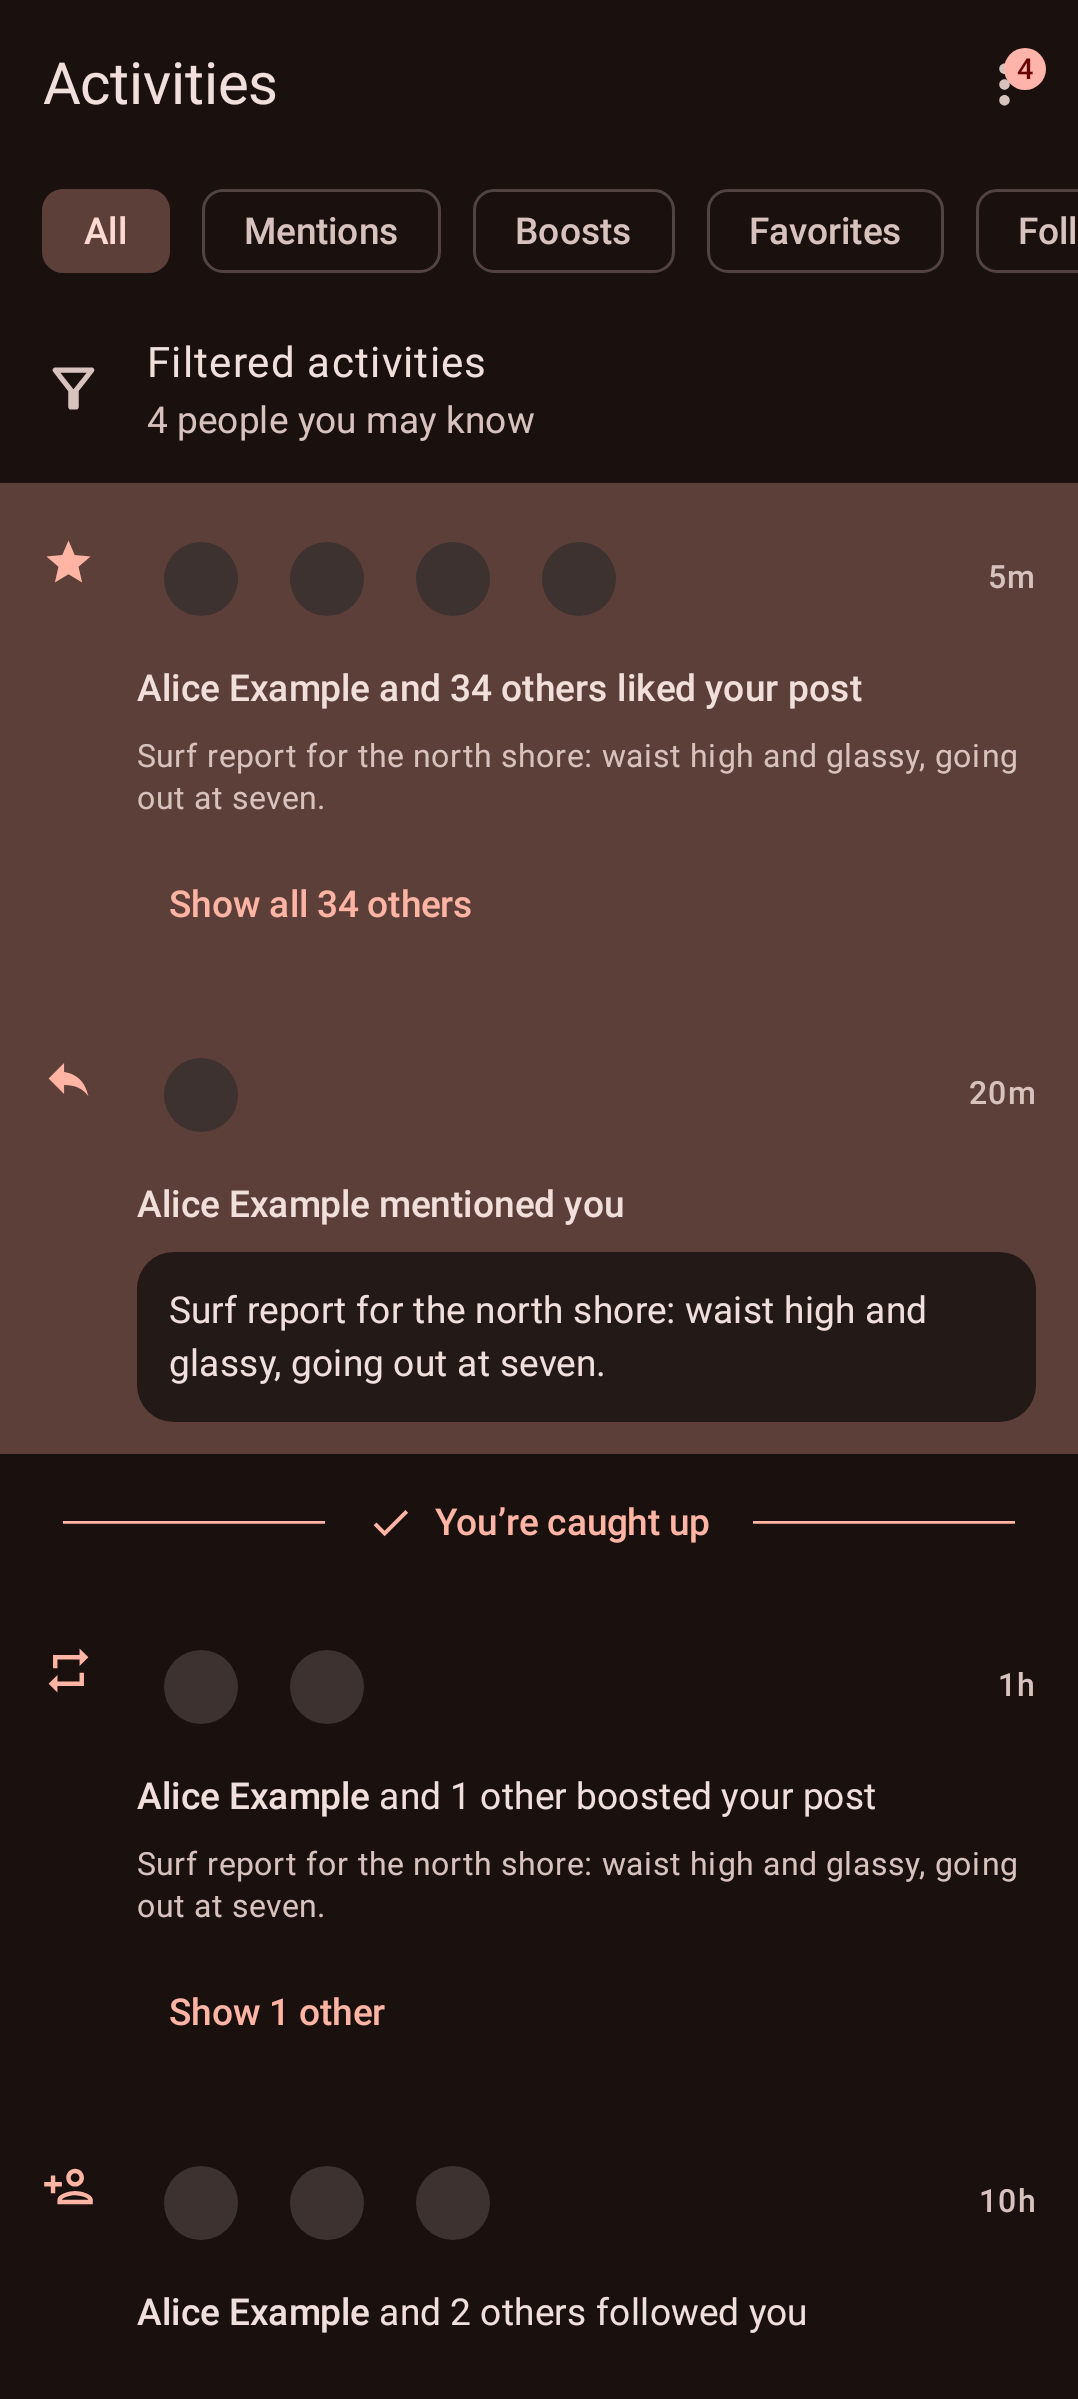 Activities
4
All
Mentions
Boosts
Favorites
Foll
Filtered activities
4 people you may know
5m
Alice Example and 34 others liked your post
Surf report for the north shore: waist high and glassy, going
out at seven.
Show all 34 others
20m
Alice Example mentioned you
Surf report for the north shore: waist high and
glassy, going out at seven.
You’re caught up
1h
Alice Example and 1 other boosted your post
Surf report for the north shore: waist high and glassy, going
out at seven.
Show 1 other
10h
Alice Example and 2 others followed you